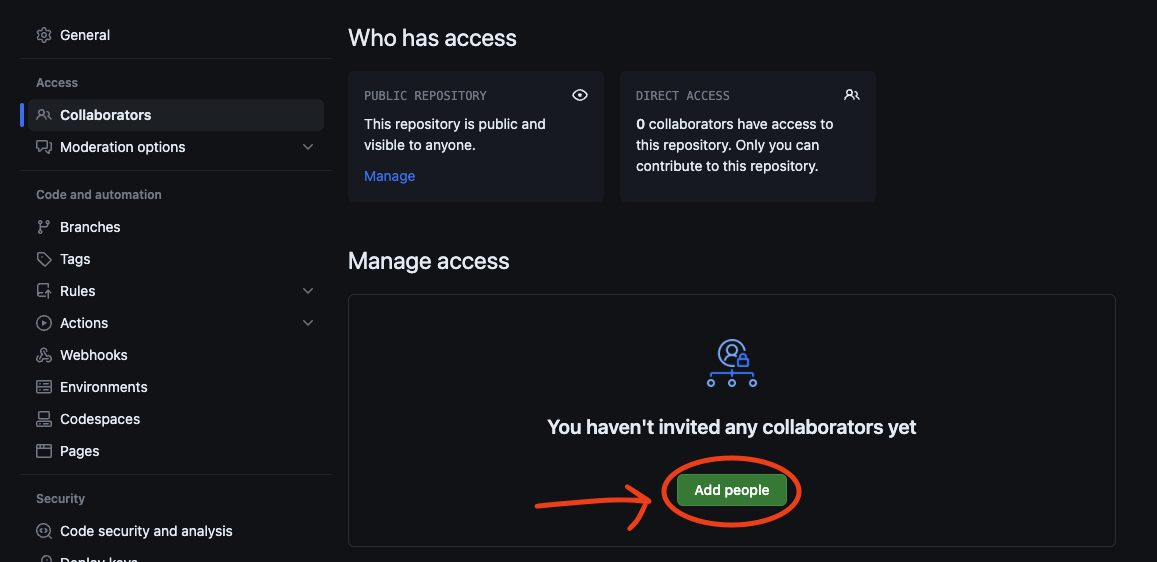 General
Access
Collaborators
Moderation options
Code and automation
Branches
Tags
Rules
Actions
Webhooks
Environments
Codespaces
Pages
Security
Code security and analysis
Deploy keys
Who has access
PUBLIC REPOSITORY
This repository is public and
visible to anyone.
Manage
DIRECT ACCESS
0 collaborators have access to
this repository. Only you can
contribute to this repository.
Manage access
You haven't invited any collaborators yet
Add people